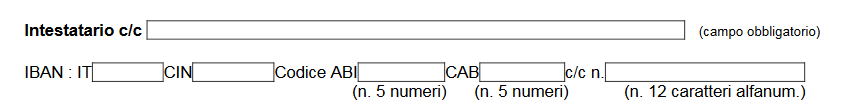 Intestatario c/c (campo obbligatorio)
IBAN : IT CIN Codice ABI CAB c/c n.
(n. 5 numeri) (n. 5 numeri) (n. 12 caratteri alfanum.)